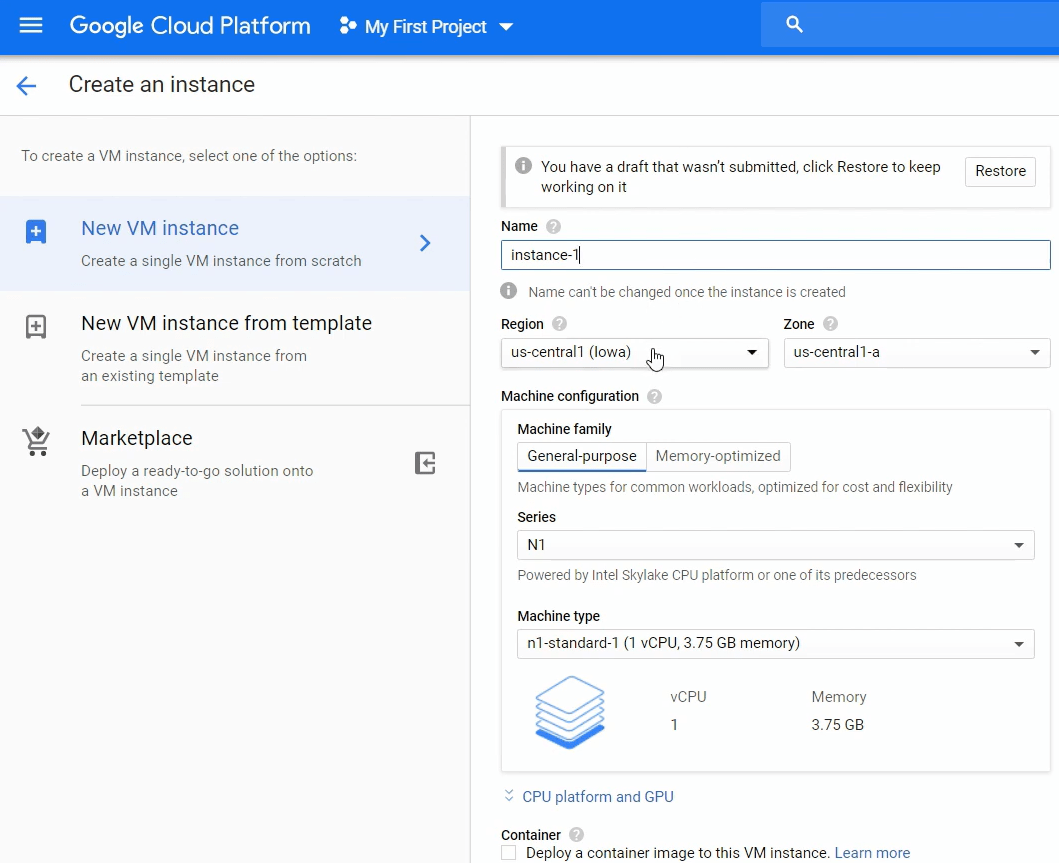 Google Cloud Platform
My First Project
Create an instance
To create a VM instance, select one of the options:
New VM instance
Create a single VM instance from scratch
New VM instance from template
Create a single VM instance from
an existing template
Marketplace
Deploy a ready-to-go solution onto
a VM instance
You have a draft that wasn’t submitted, click Restore to keep
working on it
Restore
Name
instance-1
Name can't be changed once the instance is created
Region
Zone
us-central1 (Iowa)
us-central1-a
Machine configuration
Machine family
General-purpose
Memory-optimized
Machine types for common workloads, optimized for cost and flexibility
Series
N1
Powered by Intel Skylake CPU platform or one of its predecessors
Machine type
n1-standard-1 (1 vCPU, 3.75 GB memory)
vCPU
Memory
1
3.75 GB
CPU platform and GPU
Container
Deploy a container image to this VM instance. Learn more